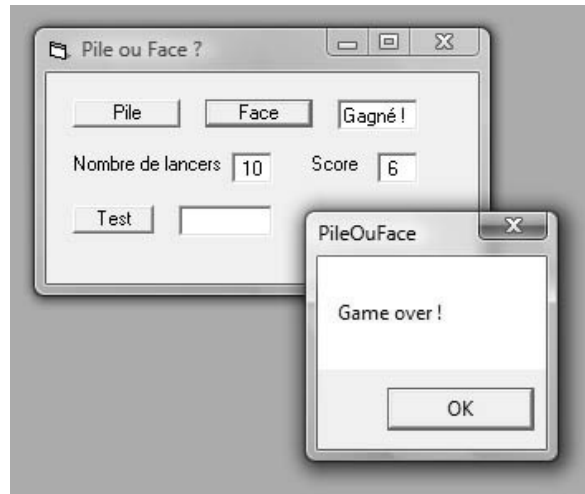 Pile ou Face ?
Pile Face Gagné !
Nombre de lancers 10 Score 6
Test
PileOuFace
Game over !
OK